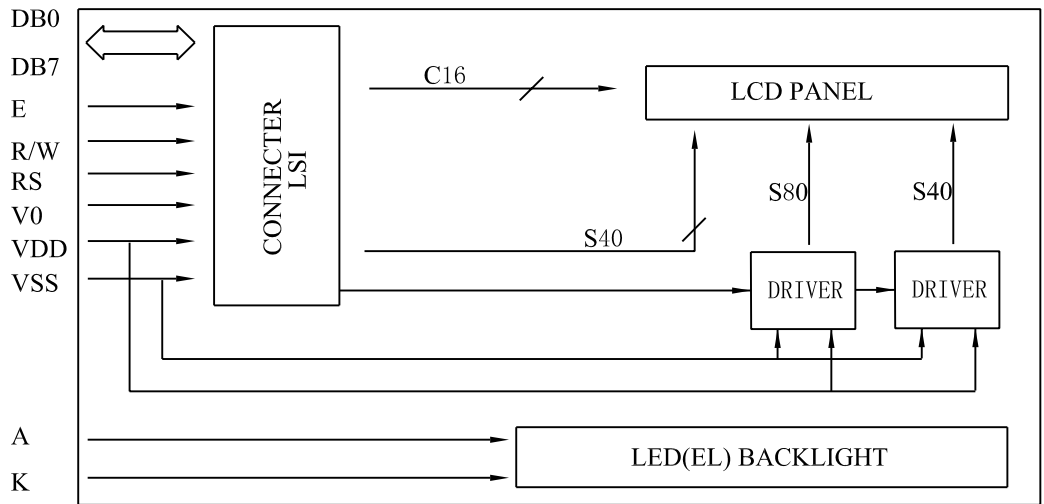 DB0
DB7
E
R/W
RS
V0
VDD
VSS
A
K
CONNECTER
LSI
C16
S40
LCD PANEL
S80
S40
DRIVER
DRIVER
LED(EL) BACKLIGHT